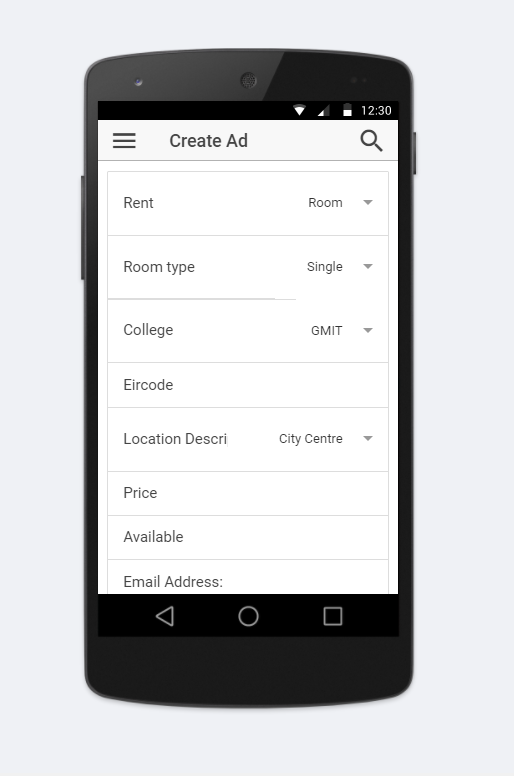 12:30
Create Ad
Rent Room
Room type Single
College GMIT
Eircode
Location Descri City Centre
Price
Available
Email Address: